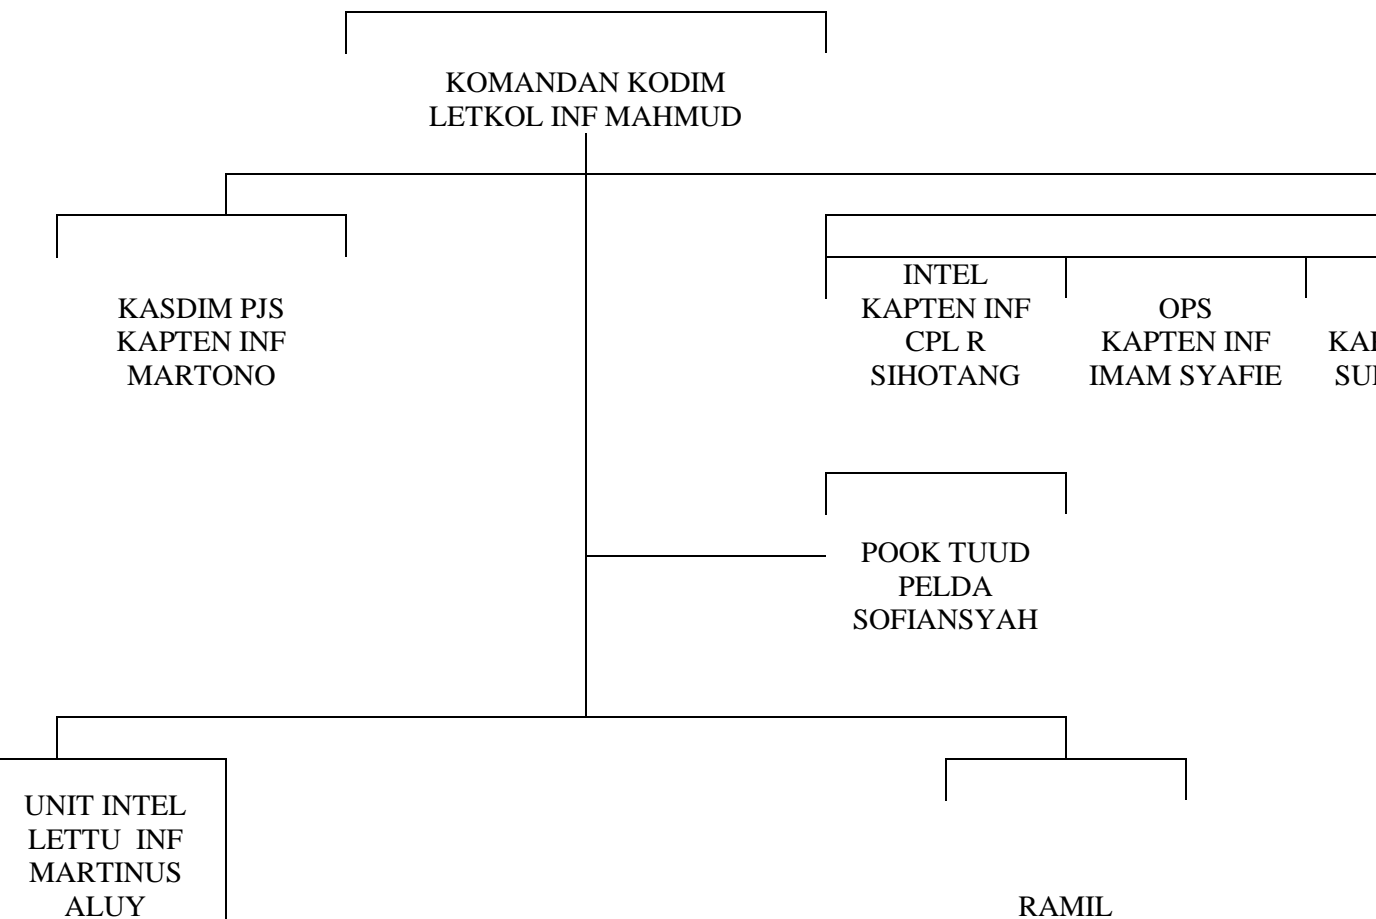 KOMANDAN KODIM
LETKOL INF MAHMUD
KASDIM PJS
KAPTEN INF
MARTONO
INTEL
KAPTEN INF
CPL R
SIHOTANG
OPS
KAPTEN INF
IMAM SYAFIE
POOK TUUD
PELDA
SOFIANSYAH
UNIT INTEL
LETTU INF
MARTINUS
ALUY
RAMIL